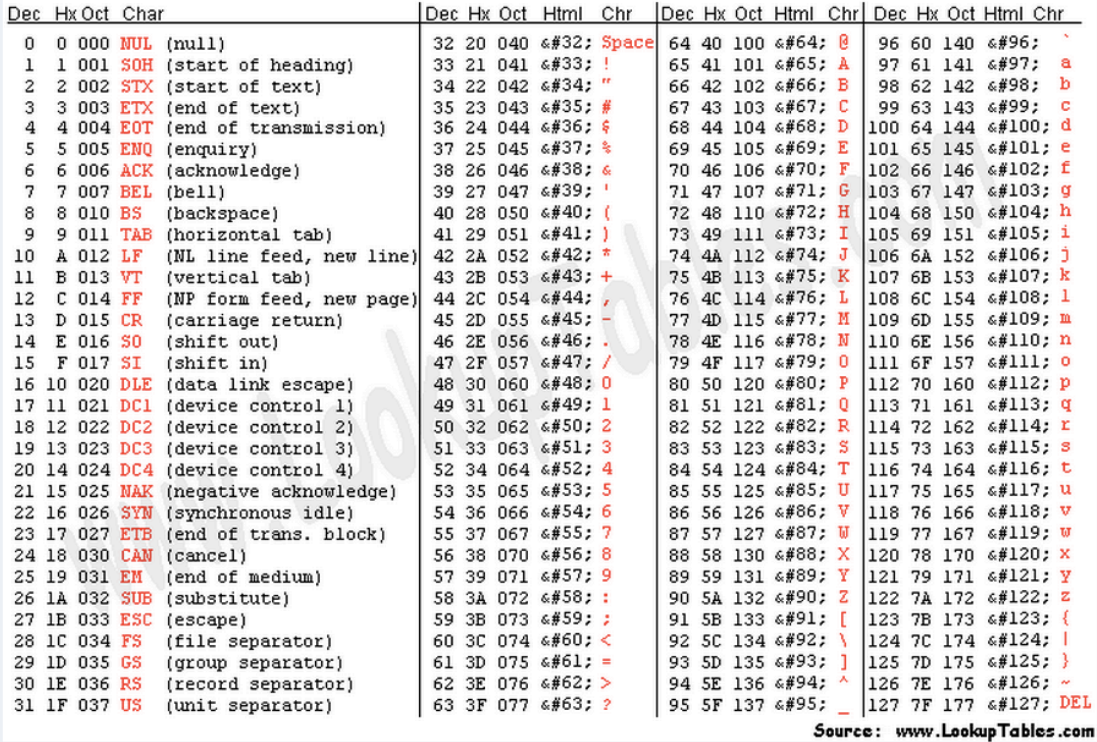 Dec Hx Oct Char Dec Hx Oct Html Chr Dec Hx Oct Html Chr Dec Hx Oct Html Chr
0 0 000 NUL (null) 32 20 040 &#32; Space 64 40 100 &#64; @ 96 60 140 &#96; `
1 1 001 SOH (start of heading) 33 21 041 &#33; ! 65 41 101 &#65; A 97 61 141 &#97; a
2 2 002 STX (start of text) 34 22 042 &#34; " 66 42 102 &#66; B 98 62 142 &#98; b
3 3 003 ETX (end of text) 35 23 043 &#35; # 67 43 103 &#67; C 99 63 143 &#99; c
4 4 004 EOT (end of transmission) 36 24 044 &#36; $ 68 44 104 &#68; D 100 64 144 &#100; d
5 5 005 ENQ (enquiry) 37 25 045 &#37; % 69 45 105 &#69; E 101 65 145 &#101; e
6 6 006 ACK (acknowledge) 38 26 046 &#38; & 70 46 106 &#70; F 102 66 146 &#102; f
7 7 007 BEL (bell) 39 27 047 &#39; ' 71 47 107 &#71; G 103 67 147 &#103; g
8 8 010 BS (backspace) 40 28 050 &#40; ( 72 48 110 &#72; H 104 68 150 &#104; h
9 9 011 TAB (horizontal tab) 41 29 051 &#41; ) 73 49 111 &#73; I 105 69 151 &#105; i
10 A 012 LF (NL line feed, new line) 42 2A 052 &#42; * 74 4A 112 &#74; J 106 6A 152 &#106; j
11 B 013 VT (vertical tab) 43 2B 053 &#43; + 75 4B 113 &#75; K 107 6B 153 &#107; k
12 C 014 FF (NP form feed, new page) 44 2C 054 &#44; , 76 4C 114 &#76; L 108 6C 154 &#108; l
13 D 015 CR (carriage return) 45 2D 055 &#45; - 77 4D 115 &#77; M 109 6D 155 &#109; m
14 E 016 SO (shift out) 46 2E 056 &#46; . 78 4E 116 &#78; N 110 6E 156 &#110; n
15 F 017 SI (shift in) 47 2F 057 &#47; / 79 4F 117 &#79; O 111 6F 157 &#111; o
16 10 020 DLE (data link escape) 48 30 060 &#48; 0 80 50 120 &#80; P 112 70 160 &#112; p
17 11 021 DC1 (device control 1) 49 31 061 &#49; 1 81 51 121 &#81; Q 113 71 161 &#113; q
18 12 022 DC2 (device control 2) 50 32 062 &#50; 2 82 52 122 &#82; R 114 72 162 &#114; r
19 13 023 DC3 (device control 3) 51 33 063 &#51; 3 83 53 123 &#83; S 115 73 163 &#115; s
20 14 024 DC4 (device control 4) 52 34 064 &#52; 4 84 54 124 &#84; T 116 74 164 &#116; t
21 15 025 NAK (negative acknowledge) 53 35 065 &#53; 5 85 55 125 &#85; U 117 75 165 &#117; u
22 16 026 SYN (synchronous idle) 54 36 066 &#54; 6 86 56 126 &#86; V 118 76 166 &#118; v
23 17 027 ETB (end of trans. block) 55 37 067 &#55; 7 87 57 127 &#87; W 119 77 167 &#119; w
24 18 030 CAN (cancel) 56 38 070 &#56; 8 88 58 130 &#88; X 120 78 170 &#120; x
25 19 031 EM (end of medium) 57 39 071 &#57; 9 89 59 131 &#89; Y 121 79 171 &#121; y
26 1A 032 SUB (substitute) 58 3A 072 &#58; : 90 5A 132 &#90; Z 122 7A 172 &#122; z
27 1B 033 ESC (escape) 59 3B 073 &#59; ; 91 5B 133 &#91; [ 123 7B 173 &#123; {
28 1C 034 FS (file separator) 60 3C 074 &#60; < 92 5C 134 &#92; \ 124 7C 174 &#124; |
29 1D 035 GS (group separator) 61 3D 075 &#61; = 93 5D 135 &#93; ] 125 7D 175 &#125; }
30 1E 036 RS (record separator) 62 3E 076 &#62; > 94 5E 136 &#94; ^ 126 7E 176 &#126; ~
31 1F 037 US (unit separator) 63 3F 077 &#63; ? 95 5F 137 &#95; _ 127 7F 177 &#127; DEL
Source: www.LookupTables.com
www.LookupTables.com